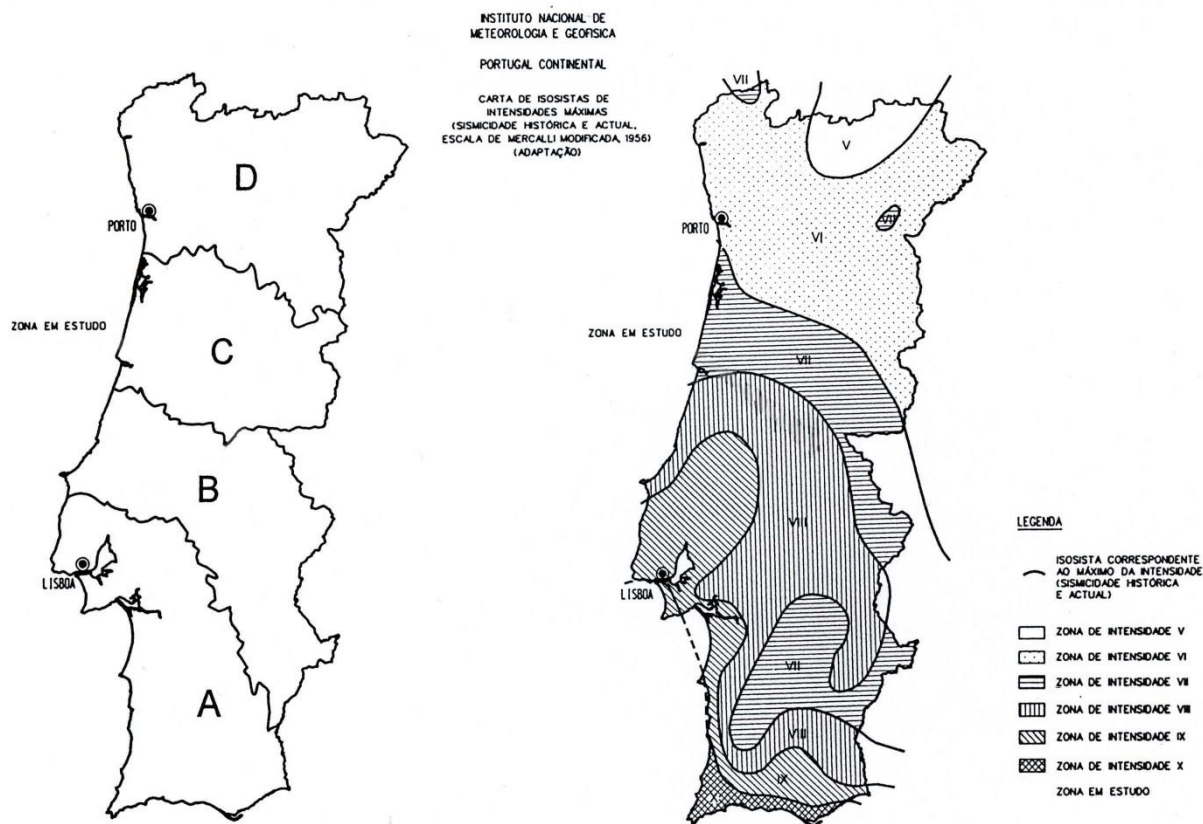 INSTITUTO NACIONAL DE
METEOROLOGIA E GEOFISICA
PORTUGAL CONTINENTAL
CARTA DE ISOSISTAS DE
INTENSIDADES MÁXIMAS
(SISMICIDADE HISTÓRICA E ACTUAL,
ESCALA DE MERCALLI MODIFICADA, 1956)
(ADAPTAÇÃO)
D
PORTO
ZONA EM ESTUDO
C
B
LISBOA
A
VII
V
PORTO
VI
VII
ZONA EM ESTUDO
VII
VIII
LISBOA
VII
VIII
IX
LEGENDA
ISOSISTA CORRESPONDENTE
AO MÁXIMO DA INTENSIDADE
(SISMICIDADE HISTÓRICA
E ACTUAL)
ZONA DE INTENSIDADE V
ZONA DE INTENSIDADE VI
ZONA DE INTENSIDADE VII
ZONA DE INTENSIDADE VIII
ZONA DE INTENSIDADE IX
ZONA DE INTENSIDADE X
ZONA EM ESTUDO